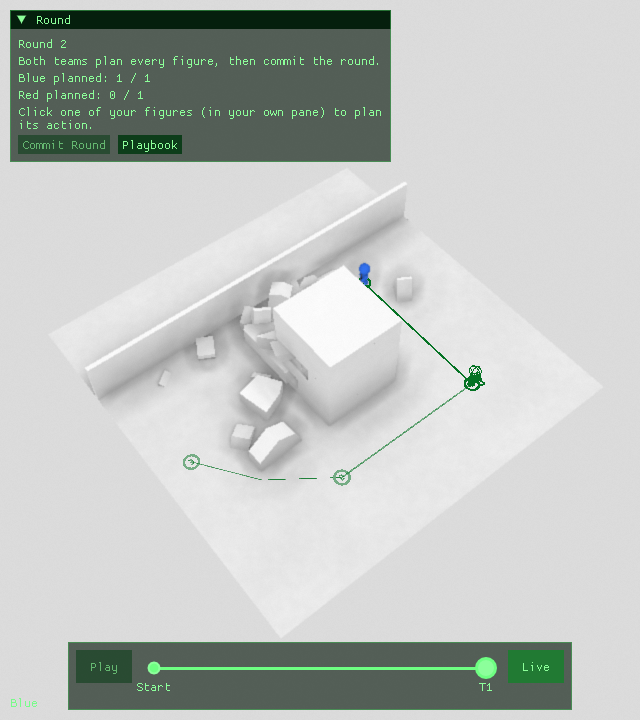 Round
Round 2
Both teams plan every figure, then commit the round.
Blue planned: 1 / 1
Red planned: 0 / 1
Click one of your figures (in your own pane) to plan
its action.
Commit Round Playbook
Play Live
Start T1
Blue